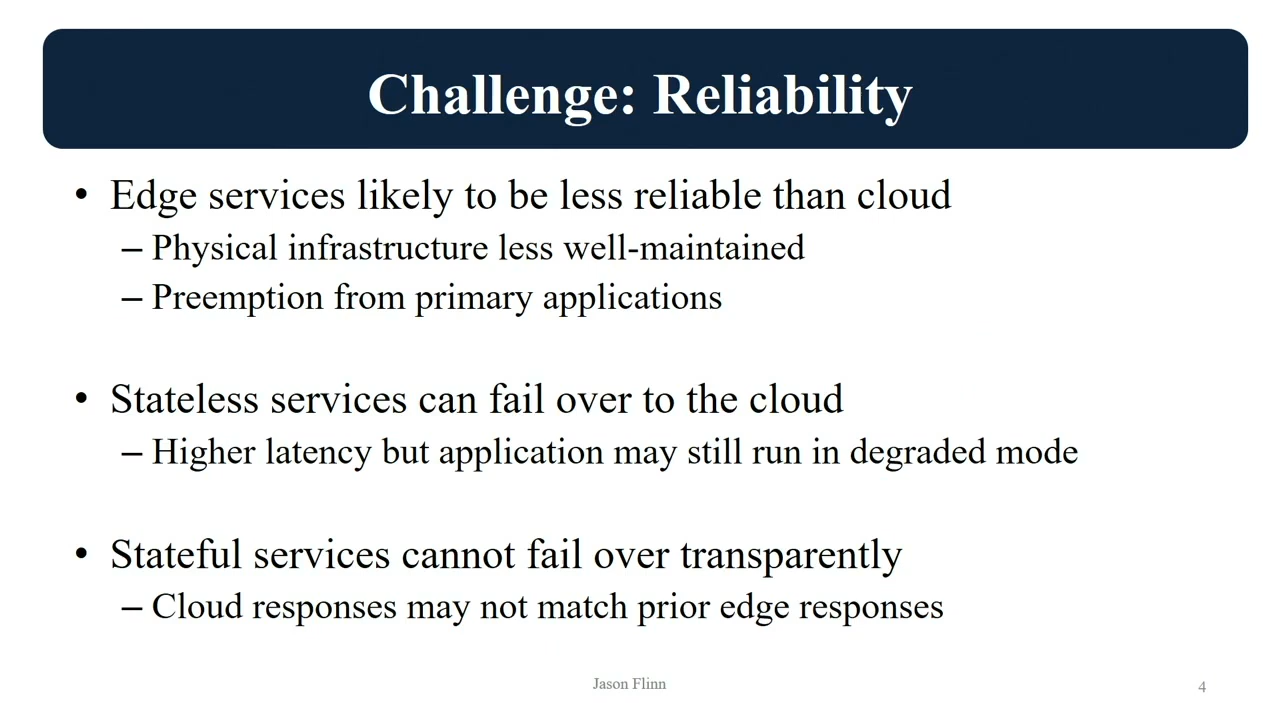 Challenge: Reliability
• Edge services likely to be less reliable than cloud
– Physical infrastructure less well-maintained
– Preemption from primary applications
• Stateless services can fail over to the cloud
– Higher latency but application may still run in degraded mode
• Stateful services cannot fail over transparently
– Cloud responses may not match prior edge responses
Jason Flinn
4